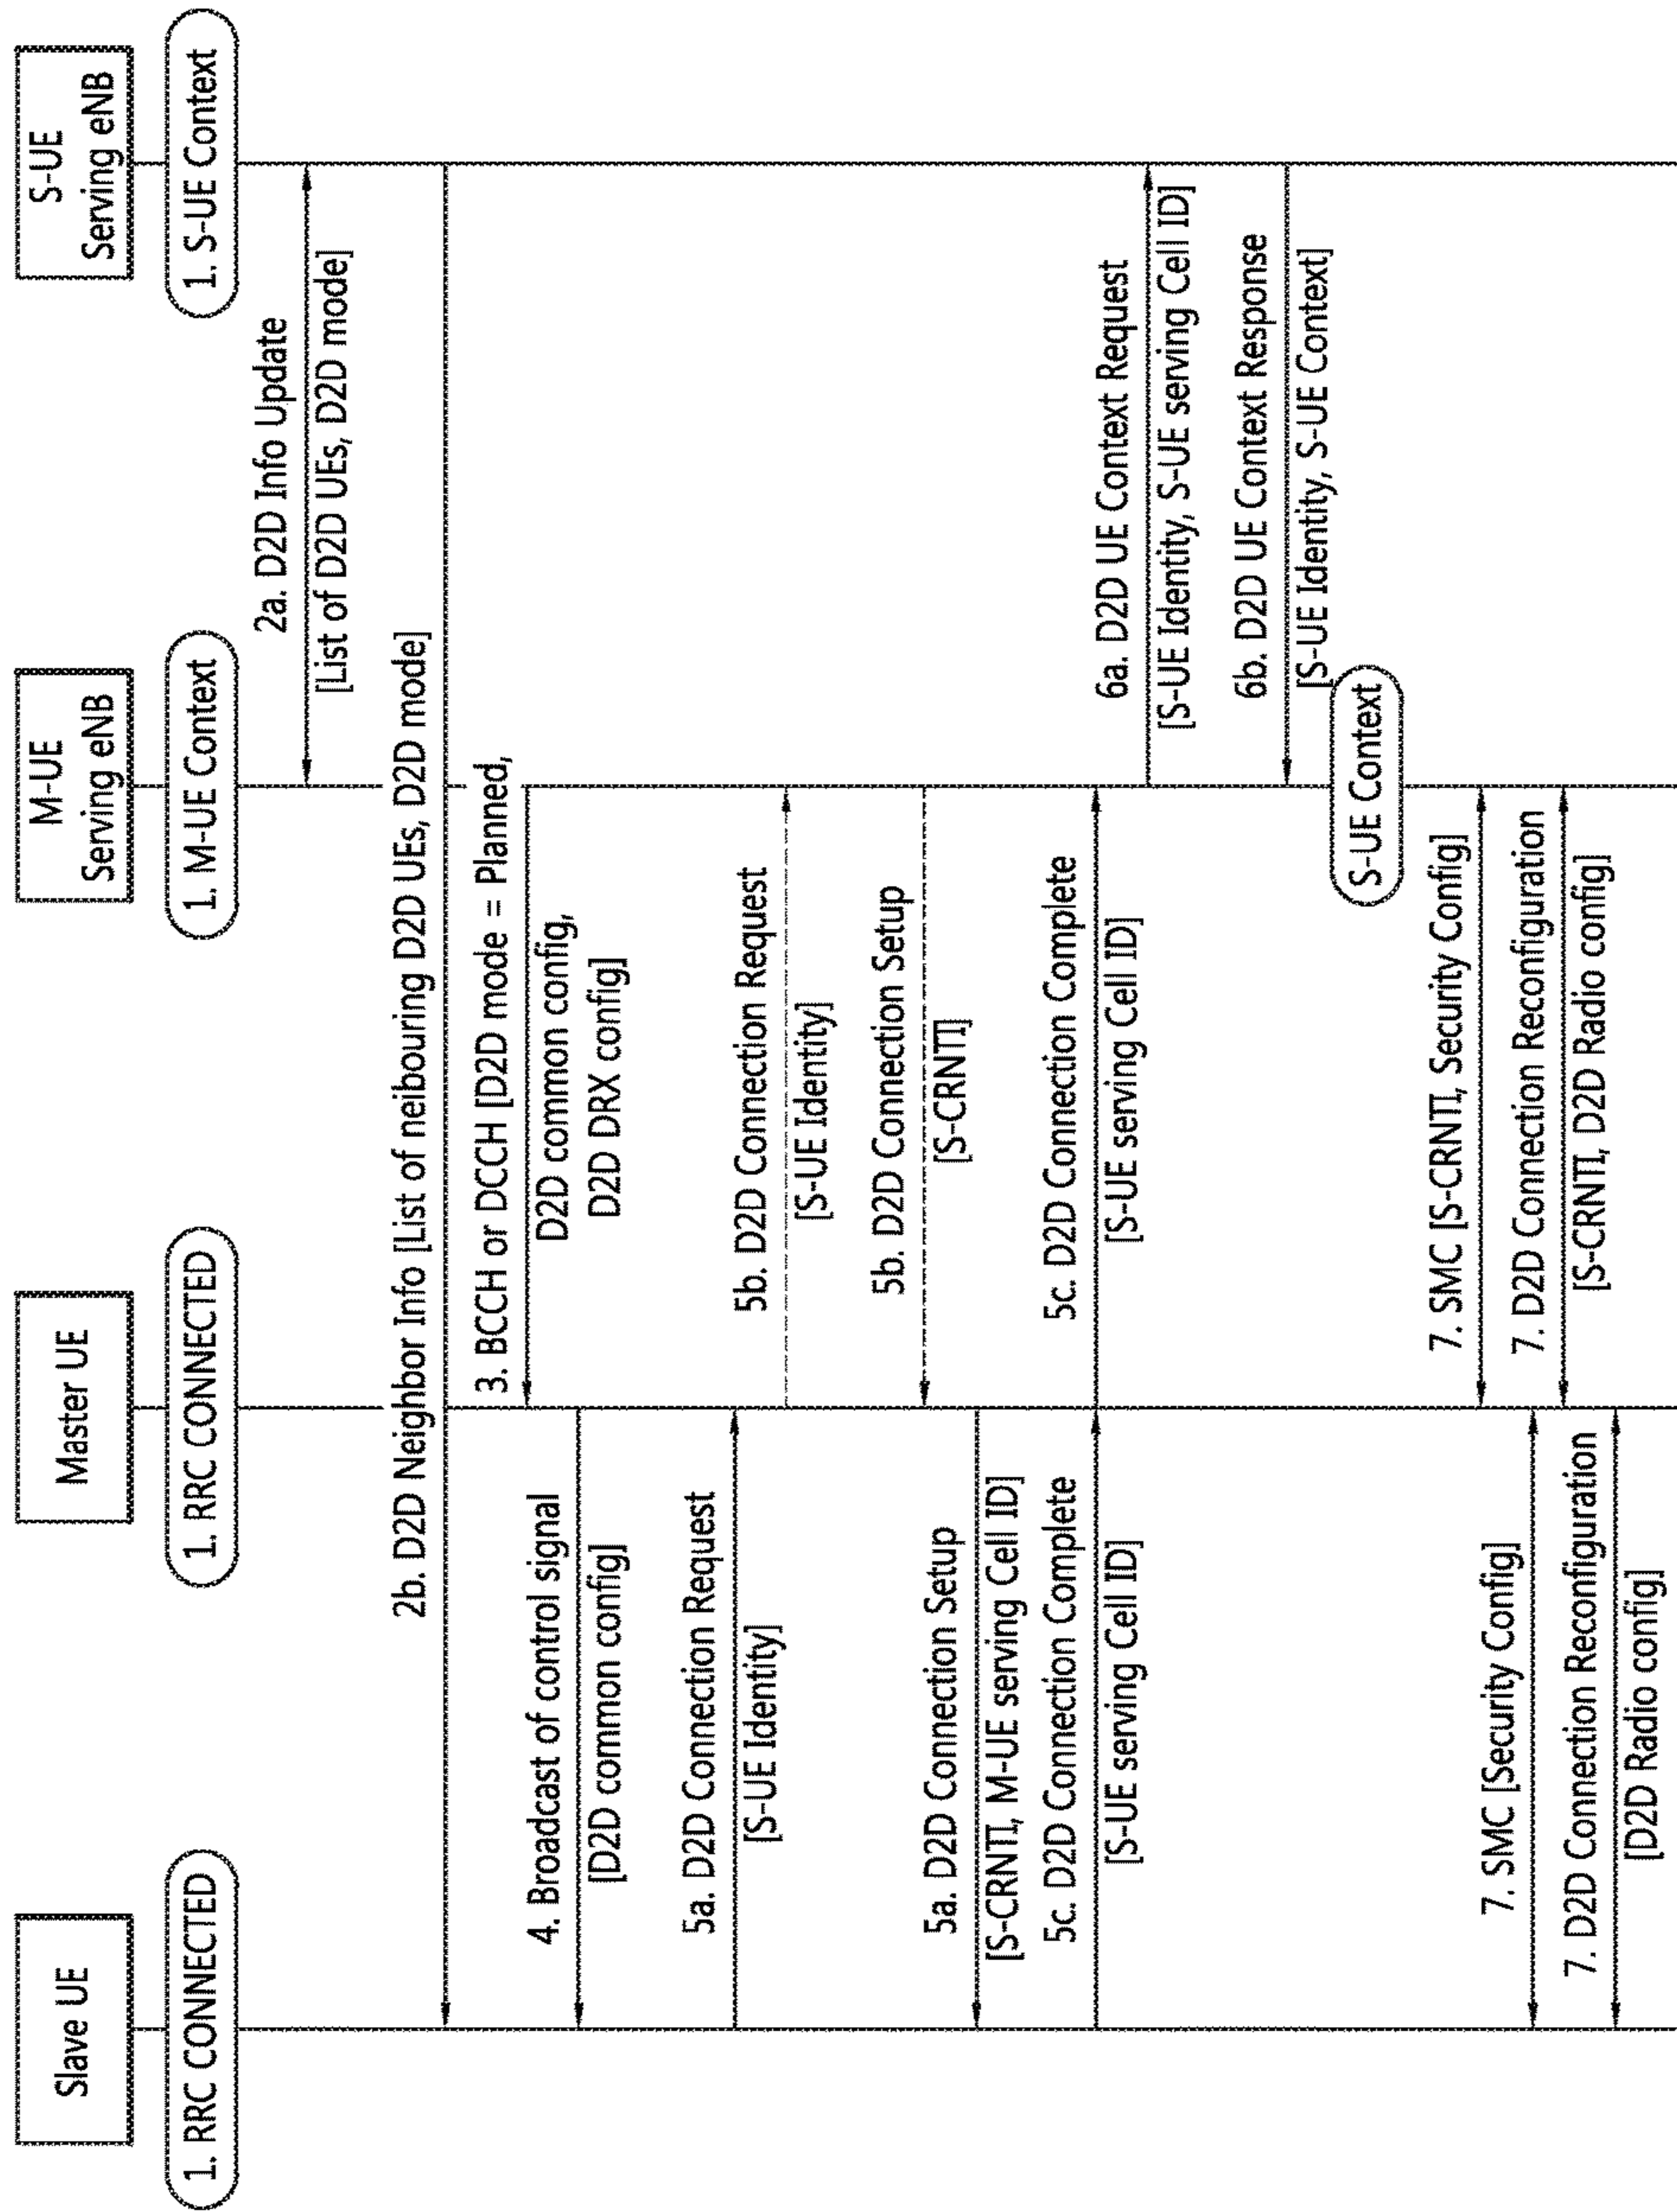 Slave UE
Master UE
M-UE
Serving eNB
S-UE
Serving eNB
1. RRC CONNECTED
1. RRC CONNECTED
1. M-UE Context
1. S-UE Context
2a. D2D Info Update
[List of D2D UEs, D2D mode]
2b. D2D Neighbor Info [List of neibouring D2D UEs, D2D mode]
3. BCCH or DCCH [D2D mode = Planned,
D2D common config,
D2D DRX config]
4. Broadcast of control signal
[D2D common config]
5a. D2D Connection Request
[S-UE Identity]
5b. D2D Connection Request
[S-UE Identity]
5b. D2D Connection Setup
[S-CRNTI]
5a. D2D Connection Setup
[S-CRNTI, M-UE serving Cell ID]
5c. D2D Connection Complete
[S-UE serving Cell ID]
5c. D2D Connection Complete
[S-UE serving Cell ID]
6a. D2D UE Context Request
[S-UE Identity, S-UE serving Cell ID]
6b. D2D UE Context Response
[S-UE Identity, S-UE Context]
S-UE Context
7. SMC [S-CRNTI, Security Config]
7. SMC [Security Config]
7. D2D Connection Reconfiguration
[S-CRNTI, D2D Radio config]
7. D2D Connection Reconfiguration
[D2D Radio config]